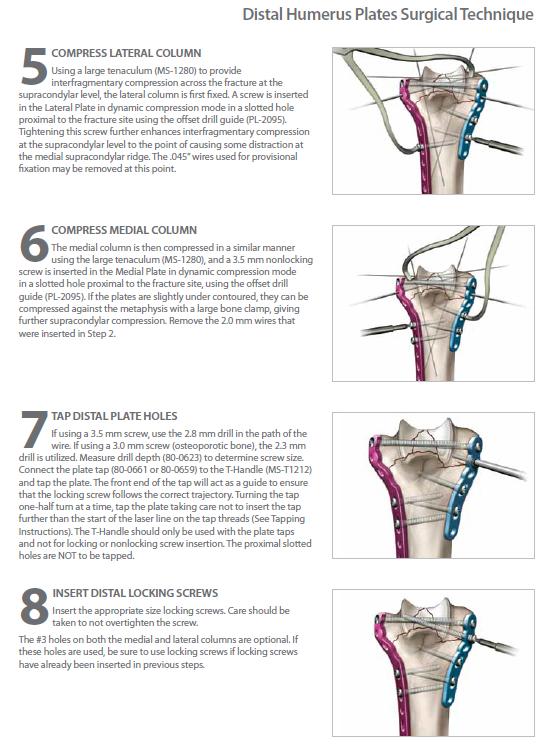 Distal Humerus Plates Surgical Technique
5 COMPRESS LATERAL COLUMN
Using a large tenaculum (MS-1280) to provide
interfragmentary compression across the fracture at the
supracondylar level, the lateral column is first fixed. A screw is inserted
in the Lateral Plate in dynamic compression mode in a slotted hole
proximal to the fracture site using the offset drill guide (PL-2095).
Tightening this screw further enhances interfragmentary compression
at the supracondylar level to the point of causing some distraction at
the medial supracondylar ridge. The .045" wires used for provisional
fixation may be removed at this point.
6 COMPRESS MEDIAL COLUMN
The medial column is then compressed in a similar manner
using the large tenaculum (MS-1280), and a 3.5 mm nonlocking
screw is inserted in the Medial Plate in dynamic compression mode
in a slotted hole proximal to the fracture site, using the offset drill
guide (PL-2095). If the plates are slightly under contoured, they can be
compressed against the metaphysis with a large bone clamp, giving
further supracondylar compression. Remove the 2.0 mm wires that
were inserted in Step 2.
7 TAP DISTAL PLATE HOLES
If using a 3.5 mm screw, use the 2.8 mm drill in the path of the
wire. If using a 3.0 mm screw (osteoporotic bone), the 2.3 mm
drill is utilized. Measure drill depth (80-0623) to determine screw size.
Connect the plate tap (80-0661 or 80-0659) to the T-Handle (MS-T1212)
and tap the plate. The front end of the tap will act as a guide to ensure
that the locking screw follows the correct trajectory. Turning the tap
one-half turn at a time, tap the plate taking care not to insert the tap
further than the start of the laser line on the tap threads (See Tapping
Instructions). The T-Handle should only be used with the plate taps
and not for locking or nonlocking screw insertion. The proximal slotted
holes are NOT to be tapped.
8 INSERT DISTAL LOCKING SCREWS
Insert the appropriate size locking screws. Care should be
taken to not overtighten the screw.
The #3 holes on both the medial and lateral columns are optional. If
these holes are used, be sure to use locking screws if locking screws
have already been inserted in previous steps.